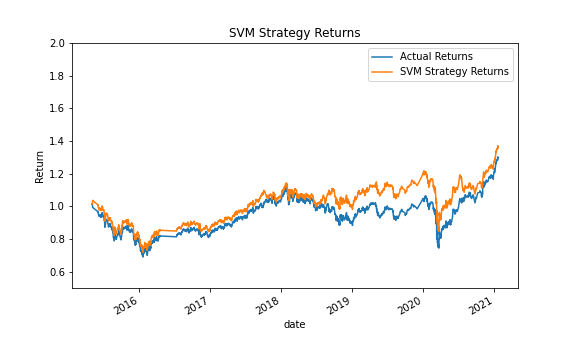 SVM Strategy Returns
Actual Returns
SVM Strategy Returns
Return
2.0
1.8
1.6
1.4
1.2
1.0
0.8
0.6
2016
2017
2018
2019
2020
2021
date